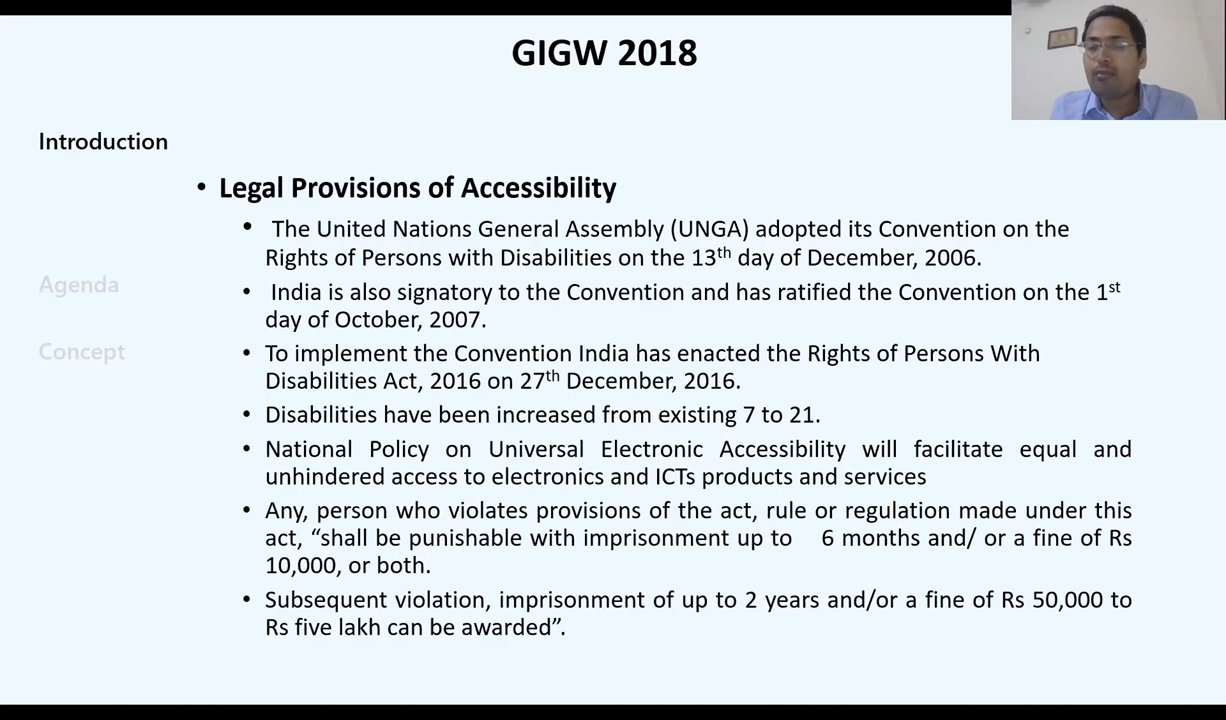 GIGW 2018
Introduction
• Legal Provisions of Accessibility
• The United Nations General Assembly (UNGA) adopted its Convention on the
Rights of Persons with Disabilities on the 13th day of December, 2006.
• India is also signatory to the Convention and has ratified the Convention on the 1st
day of October, 2007.
• To implement the Convention India has enacted the Rights of Persons With
Disabilities Act, 2016 on 27th December, 2016.
• Disabilities have been increased from existing 7 to 21.
• National Policy on Universal Electronic Accessibility will facilitate equal and
unhindered access to electronics and ICTs products and services
• Any, person who violates provisions of the act, rule or regulation made under this
act, “shall be punishable with imprisonment up to 6 months and/ or a fine of Rs
10,000, or both.
• Subsequent violation, imprisonment of up to 2 years and/or a fine of Rs 50,000 to
Rs five lakh can be awarded”.
Agenda
Concept